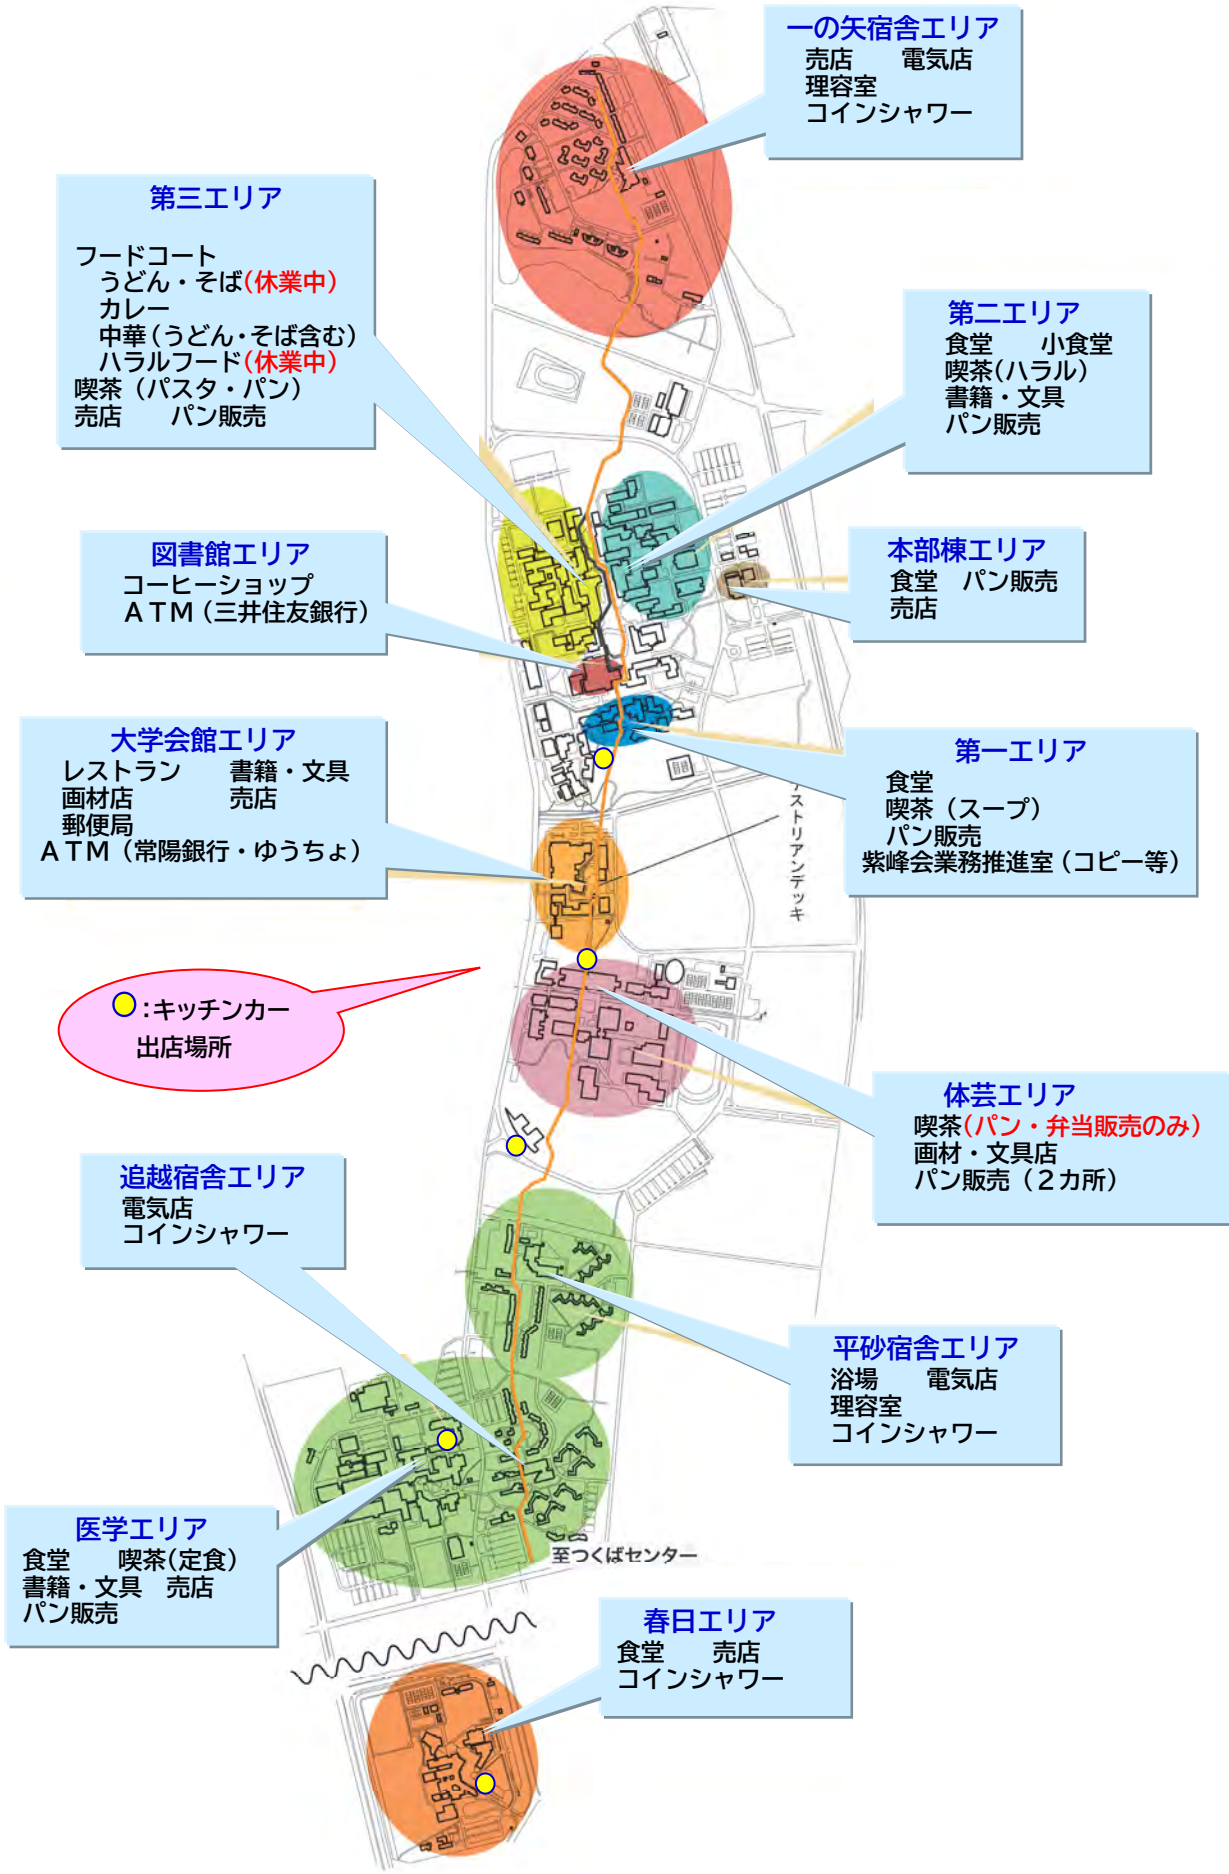 一の矢宿舎エリア
売店　　電気店
理容室
コインシャワー
第三エリア
フードコート
うどん・そば(休業中)
カレー
中華(うどん・そば含む)
ハラルフード(休業中)
喫茶（パスタ・パン）
売店　　パン販売
第二エリア
食堂　　小食堂
喫茶(ハラル)
書籍・文具
パン販売
図書館エリア
コーヒーショップ
ＡＴＭ（三井住友銀行）
本部棟エリア
食堂　パン販売
売店
大学会館エリア
レストラン　　書籍・文具
画材店　　　　売店
郵便局
ＡＴＭ（常陽銀行・ゆうちょ）
第一エリア
食堂
喫茶（スープ）
パン販売
紫峰会業務推進室（コピー等）
ストリアンデッキ
：キッチンカー
出店場所
体芸エリア
喫茶(パン・弁当販売のみ)
画材・文具店
パン販売（２カ所）
追越宿舎エリア
電気店
コインシャワー
平砂宿舎エリア
浴場　　電気店
理容室
コインシャワー
医学エリア
食堂　　喫茶(定食)
書籍・文具　売店
パン販売
至つくばセンター
春日エリア
食堂　　売店
コインシャワー